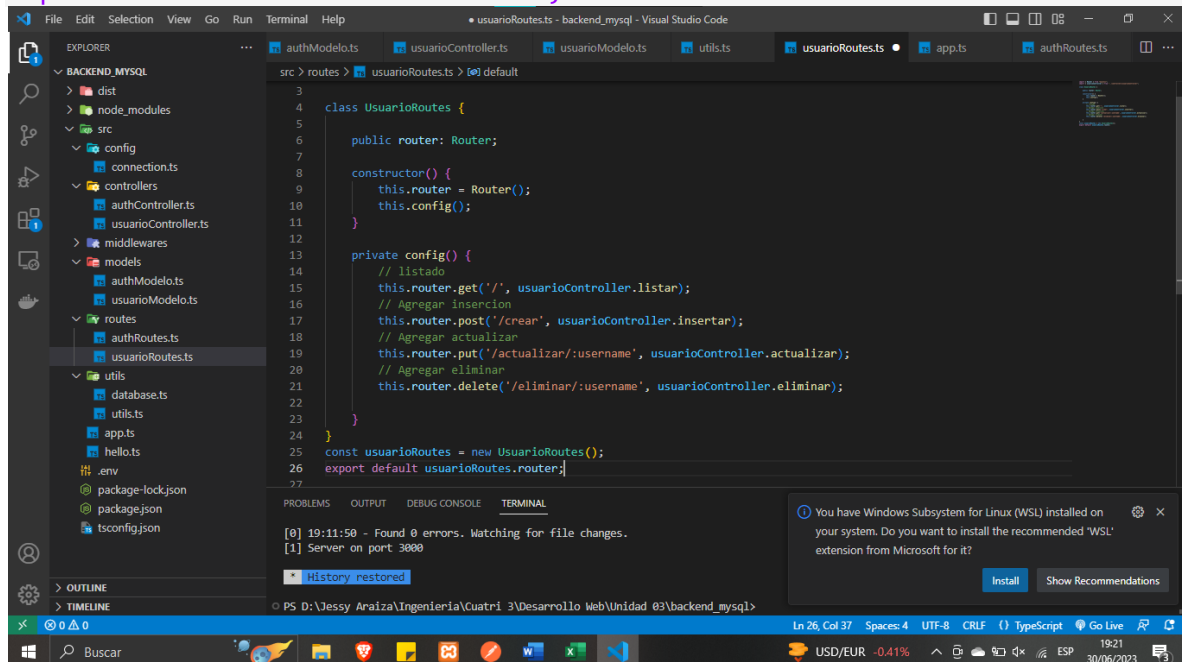 File Edit Selection View Go Run Terminal Help
● usuarioRoutes.ts - backend_mysql - Visual Studio Code
EXPLORER
BACKEND_MYSQL
dist
node_modules
src
config
connection.ts
controllers
authController.ts
usuarioController.ts
middlewares
models
authModelo.ts
usuarioModelo.ts
routes
authRoutes.ts
usuarioRoutes.ts
utils
database.ts
utils.ts
app.ts
hello.ts
.env
package-lock.json
package.json
tsconfig.json
OUTLINE
TIMELINE
authModelo.ts usuarioController.ts usuarioModelo.ts utils.ts usuarioRoutes.ts ● app.ts authRoutes.ts
src > routes > usuarioRoutes.ts > default
3
4 class UsuarioRoutes {
5
6 public router: Router;
7
8 constructor() {
9 this.router = Router();
10 this.config();
11 }
12
13 private config() {
14 // listado
15 this.router.get('/', usuarioController.listar);
16 // Agregar insercion
17 this.router.post('/crear', usuarioController.insertar);
18 // Agregar actualizar
19 this.router.put('/actualizar/:username', usuarioController.actualizar);
20 // Agregar eliminar
21 this.router.delete('/eliminar/:username', usuarioController.eliminar);
22
23 }
24 }
25 const usuarioRoutes = new UsuarioRoutes();
26 export default usuarioRoutes.router;
27
PROBLEMS OUTPUT DEBUG CONSOLE TERMINAL
[0] 19:11:50 - Found 0 errors. Watching for file changes.
[1] Server on port 3000
* History restored
PS D:\Jessy Araiza\Ingenieria\Cuatri 3\Desarrollo Web\Unidad 03\backend_mysql>
You have Windows Subsystem for Linux (WSL) installed on
your system. Do you want to install the recommended 'WSL'
extension from Microsoft for it?
Install Show Recommendations
0 0 Ln 26, Col 37 Spaces: 4 UTF-8 CRLF {} TypeScript Go Live
Buscar USD/EUR -0.41% ESP 19:21
30/06/2023